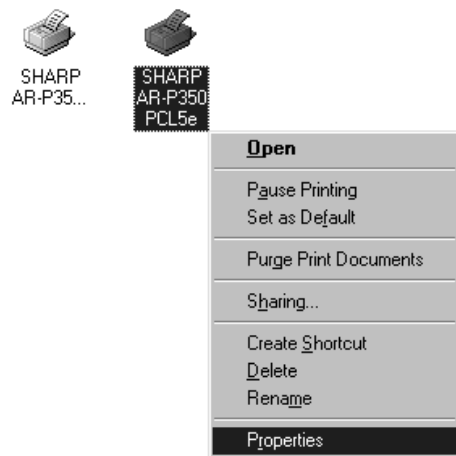 SHARP
AR-P35...
SHARP
AR-P350
PCL5e
Open
Pause Printing
Set as Default
Purge Print Documents
Sharing...
Create Shortcut
Delete
Rename
Properties